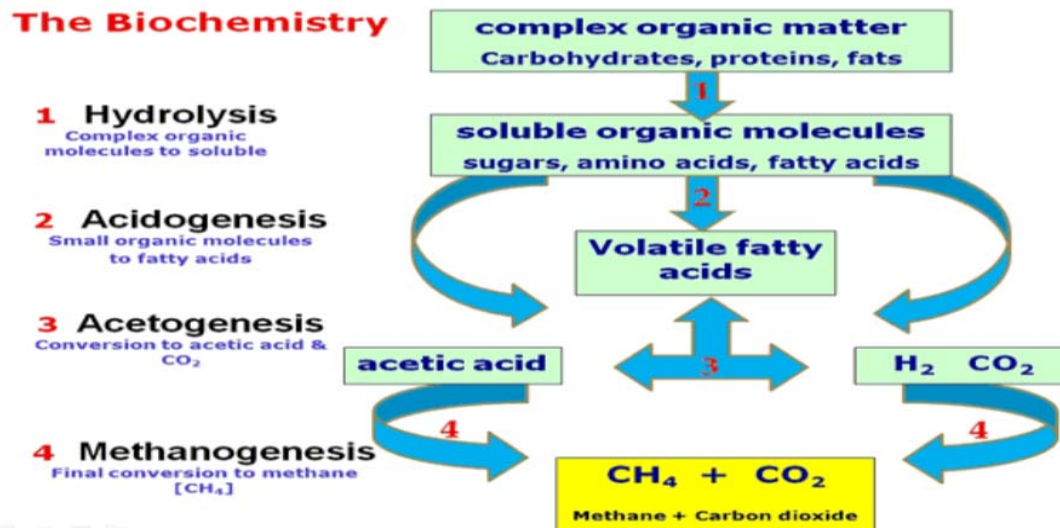 The Biochemistry
1 Hydrolysis
Complex organic
molecules to soluble
2 Acidogenesis
Small organic molecules
to fatty acids
3 Acetogenesis
Conversion to acetic acid &
CO₂
4 Methanogenesis
Final conversion to methane
[CH₄]
complex organic matter
Carbohydrates, proteins, fats
1
soluble organic molecules
sugars, amino acids, fatty acids
2
Volatile fatty
acids
3
acetic acid
H₂ CO₂
4
4
CH₄ + CO₂
Methane + Carbon dioxide